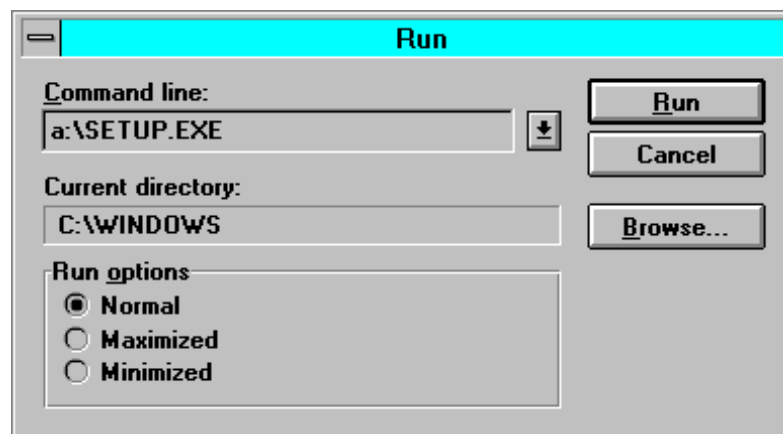 Run
Command line:
a:\SETUP.EXE
Run
Cancel
Current directory:
C:\WINDOWS
Browse...
Run options
Normal
Maximized
Minimized